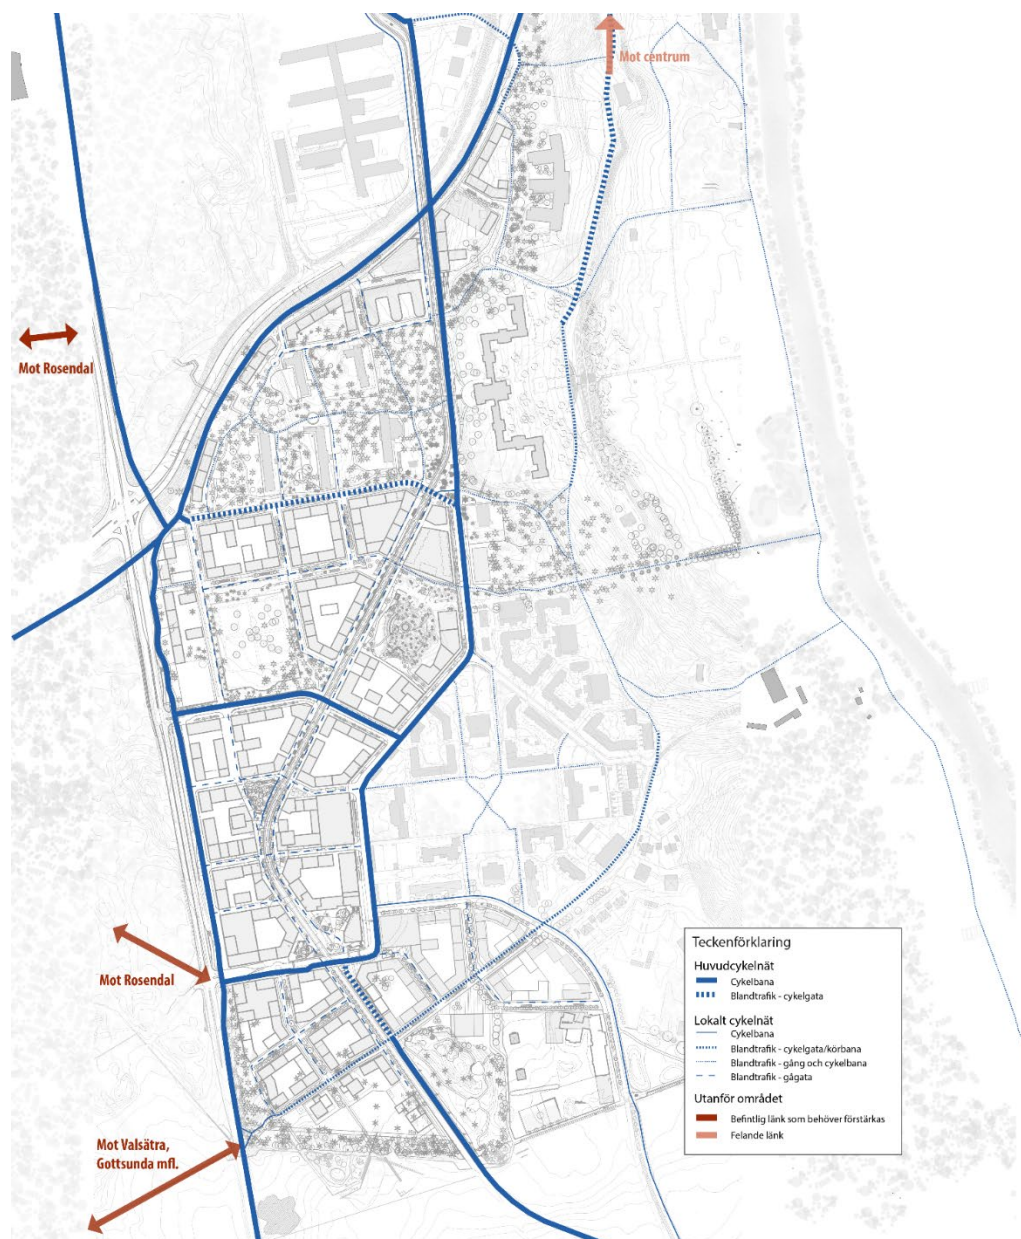 Mot centrum
Mot Rosendal
Mot Rosendal
Mot Valsätra,
Gottsunda mfl.
Teckenförklaring
Huvudcykelnät
Cykelbana
Blandtrafik - cykelgata
Lokalt cykelnät
Cykelbana
Blandtrafik - cykelgata/körbana
Blandtrafik - gång och cykelbana
Blandtrafik - gågata
Utanför området
Befintlig länk som behöver förstärkas
Felande länk